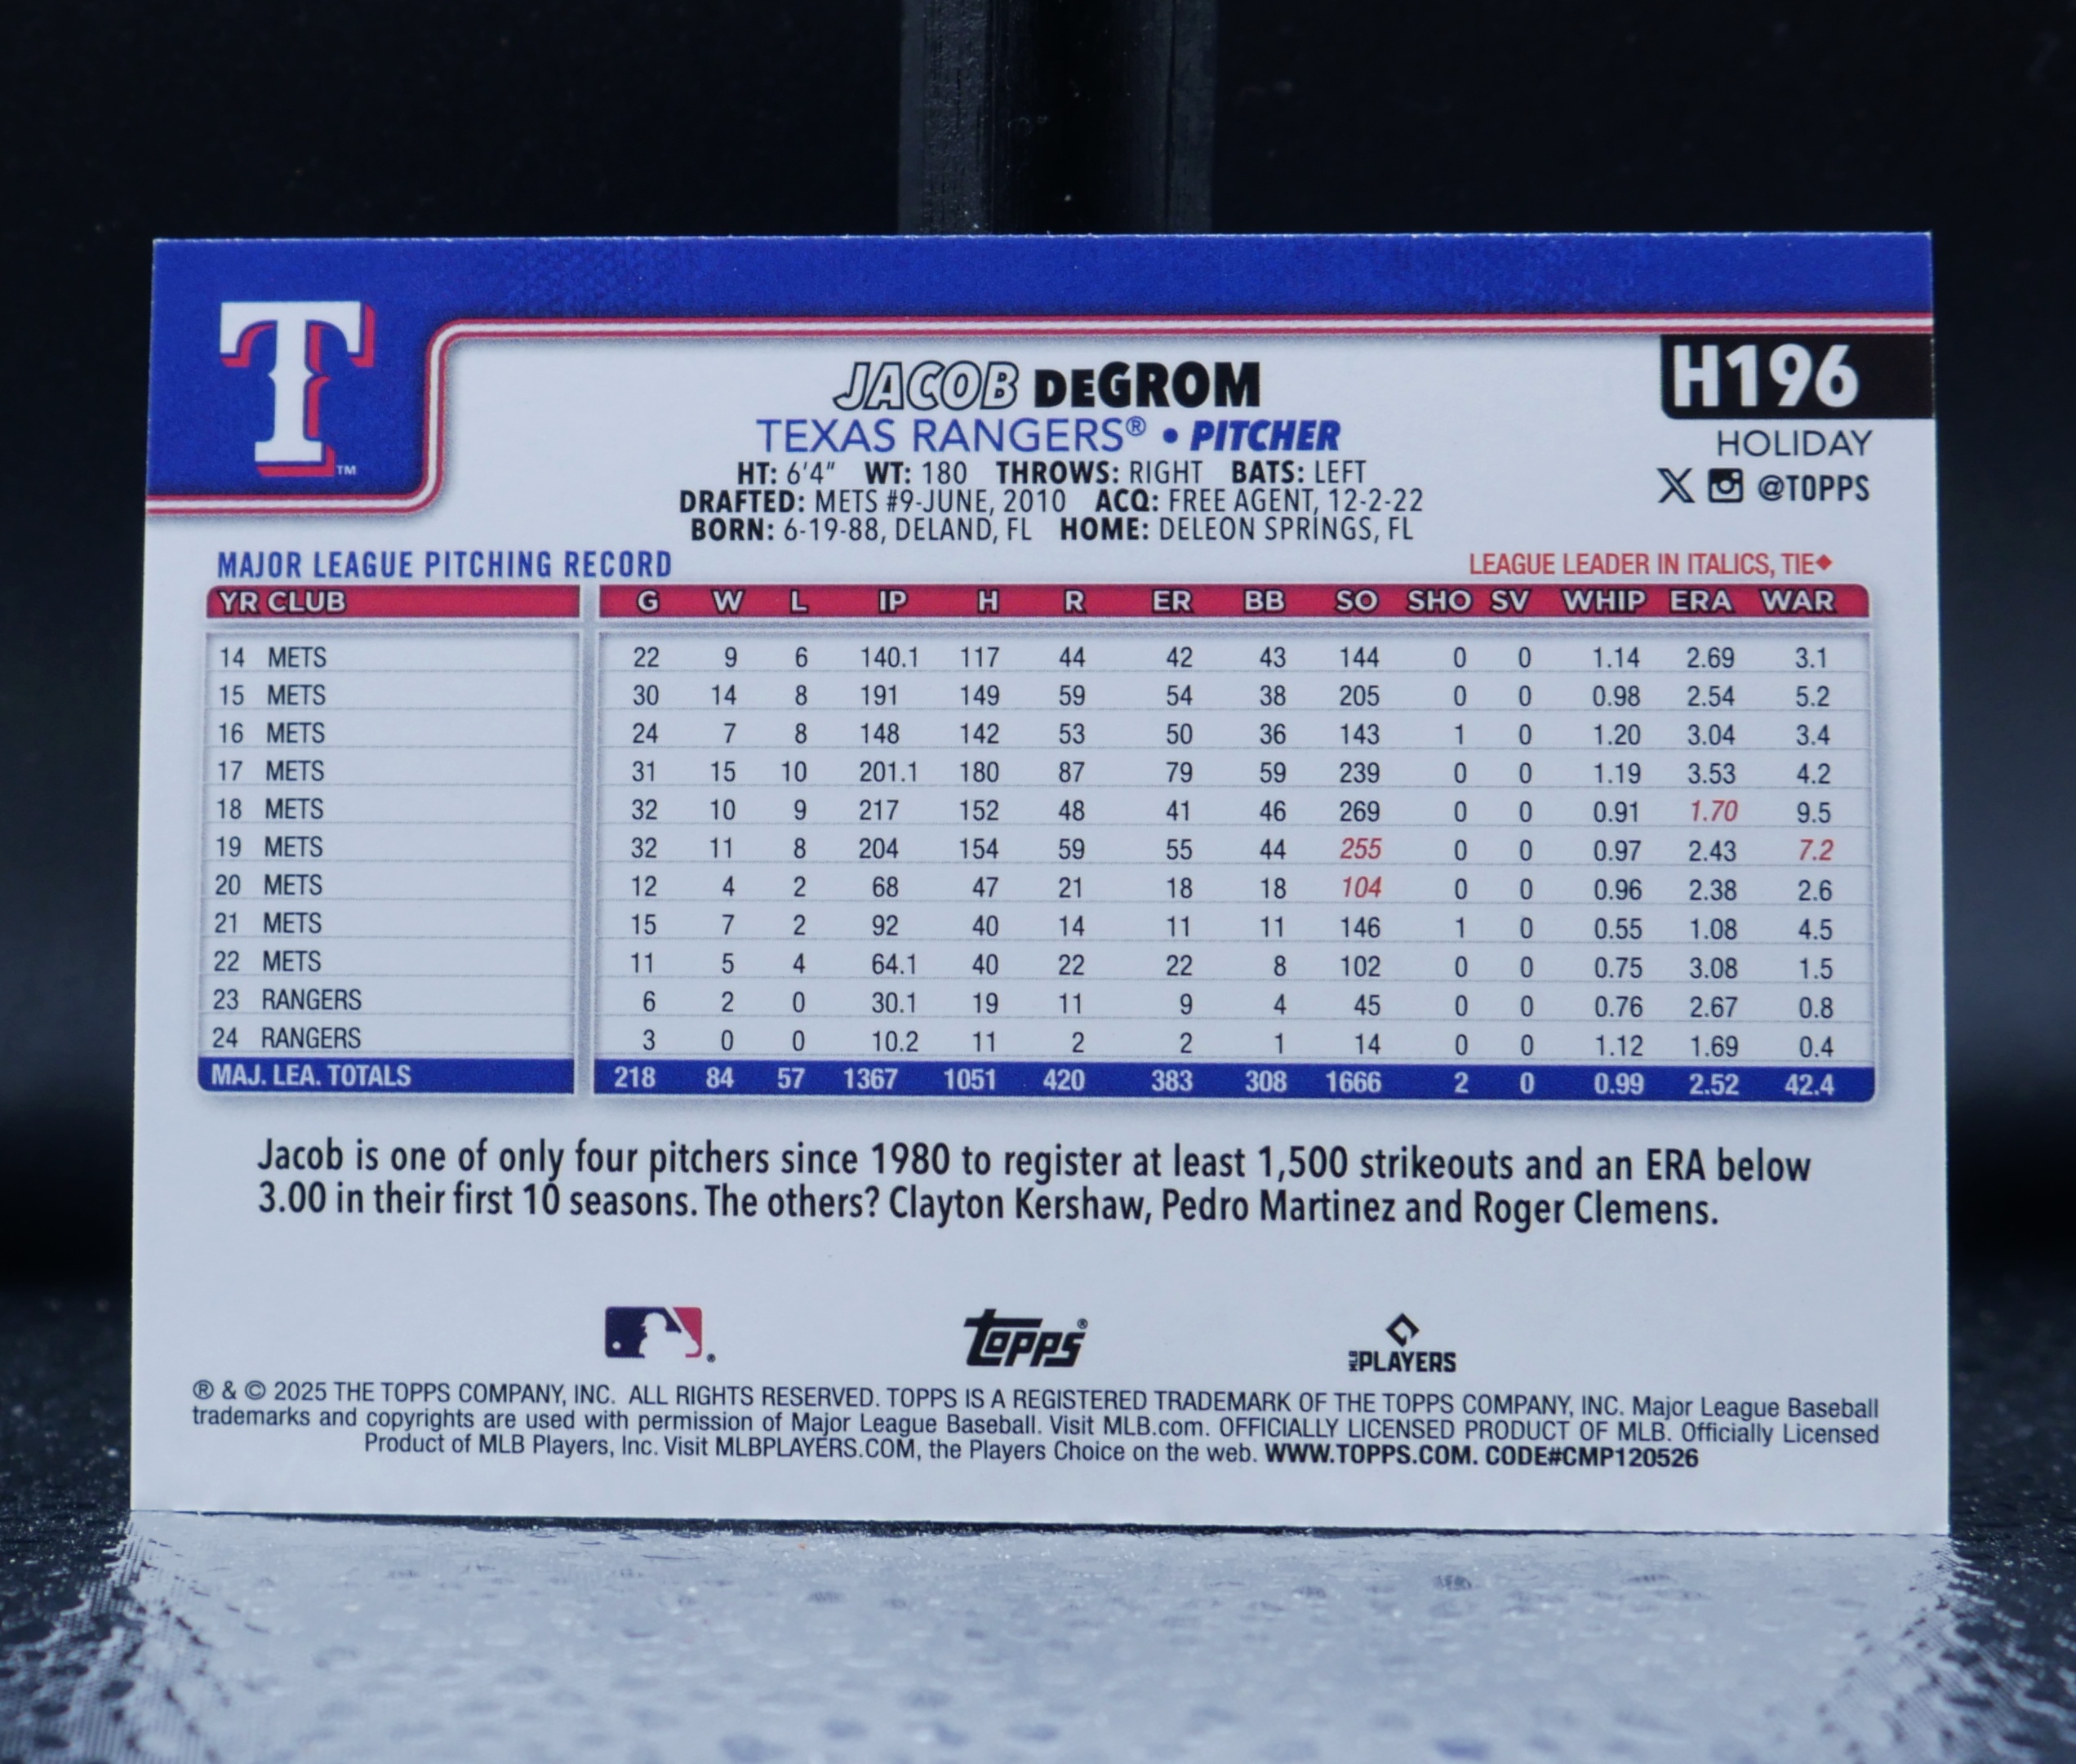 T™
JACOB DEGROM
TEXAS RANGERS® • PITCHER
HT: 6'4" WT: 180 THROWS: RIGHT BATS: LEFT
DRAFTED: METS #9-JUNE, 2010 ACQ: FREE AGENT, 12-2-22
BORN: 6-19-88, DELAND, FL HOME: DELEON SPRINGS, FL
H196
HOLIDAY
X @TOPPS
MAJOR LEAGUE PITCHING RECORD
LEAGUE LEADER IN ITALICS, TIE◆
YR CLUB G W L IP H R ER BB SO SHO SV WHIP ERA WAR
14 METS 22 9 6 140.1 117 44 42 43 144 0 0 1.14 2.69 3.1
15 METS 30 14 8 191 149 59 54 38 205 0 0 0.98 2.54 5.2
16 METS 24 7 8 148 142 53 50 36 143 1 0 1.20 3.04 3.4
17 METS 31 15 10 201.1 180 87 79 59 239 0 0 1.19 3.53 4.2
18 METS 32 10 9 217 152 48 41 46 269 0 0 0.91 1.70 9.5
19 METS 32 11 8 204 154 59 55 44 255 0 0 0.97 2.43 7.2
20 METS 12 4 2 68 47 21 18 18 104 0 0 0.96 2.38 2.6
21 METS 15 7 2 92 40 14 11 11 146 1 0 0.55 1.08 4.5
22 METS 11 5 4 64.1 40 22 22 8 102 0 0 0.75 3.08 1.5
23 RANGERS 6 2 0 30.1 19 11 9 4 45 0 0 0.76 2.67 0.8
24 RANGERS 3 0 0 10.2 11 2 2 1 14 0 0 1.12 1.69 0.4
MAJ. LEA. TOTALS 218 84 57 1367 1051 420 383 308 1666 2 0 0.99 2.52 42.4
Jacob is one of only four pitchers since 1980 to register at least 1,500 strikeouts and an ERA below
3.00 in their first 10 seasons. The others? Clayton Kershaw, Pedro Martinez and Roger Clemens.
®
Topps®
MLB PLAYERS
® & © 2025 THE TOPPS COMPANY, INC. ALL RIGHTS RESERVED. TOPPS IS A REGISTERED TRADEMARK OF THE TOPPS COMPANY, INC. Major League Baseball
trademarks and copyrights are used with permission of Major League Baseball. Visit MLB.com. OFFICIALLY LICENSED PRODUCT OF MLB. Officially Licensed
Product of MLB Players, Inc. Visit MLBPLAYERS.COM, the Players Choice on the web. WWW.TOPPS.COM. CODE#CMP120526